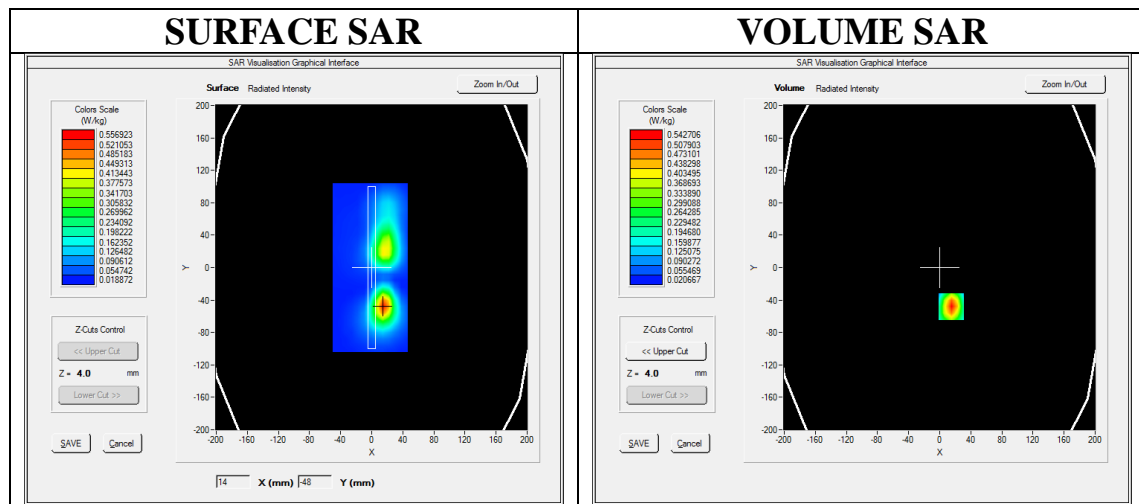 SURFACE SAR
VOLUME SAR
SAR Visualisation Graphical Interface
Surface Radiated Intensity
Zoom In/Out
Colors Scale
(W/kg)
0.556923
0.521053
0.485183
0.449313
0.413443
0.377573
0.341703
0.305832
0.269962
0.234092
0.198222
0.162352
0.126482
0.090612
0.054742
0.018872
200
160
120
80
40
0
-40
-80
-120
-160
-200
Y
-200 -160 -120 -80 -40 0 40 80 120 160 200
X
Z-Cuts Control
<< Upper Cut
Z = 4.0 mm
Lower Cut >>
SAVE Cancel
14 X (mm) -48 Y (mm)
SAR Visualisation Graphical Interface
Volume Radiated Intensity
Zoom In/Out
Colors Scale
(W/kg)
0.542706
0.507903
0.473101
0.438298
0.403495
0.368693
0.333890
0.299088
0.264285
0.229482
0.194680
0.159877
0.125075
0.090272
0.055469
0.020667
200
160
120
80
40
0
-40
-80
-120
-160
-200
Y
-200 -160 -120 -80 -40 0 40 80 120 160 200
X
Z-Cuts Control
<< Upper Cut
Z = 4.0 mm
Lower Cut >>
SAVE Cancel